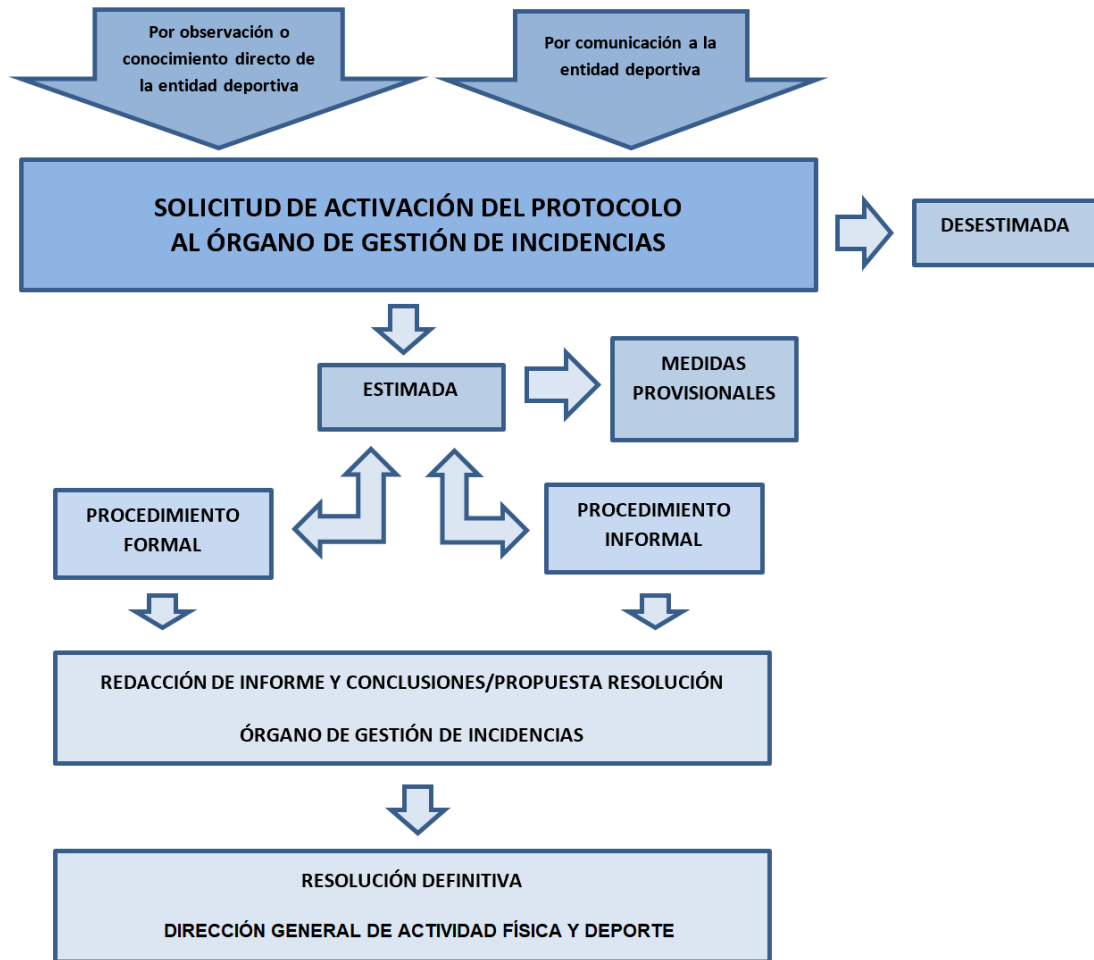 Por observación o
conocimiento directo de
la entidad deportiva
Por comunicación a la
entidad deportiva
SOLICITUD DE ACTIVACIÓN DEL PROTOCOLO
AL ÓRGANO DE GESTIÓN DE INCIDENCIAS
DESESTIMADA
ESTIMADA
MEDIDAS
PROVISIONALES
PROCEDIMIENTO
FORMAL
PROCEDIMIENTO
INFORMAL
REDACCIÓN DE INFORME Y CONCLUSIONES/PROPUESTA RESOLUCIÓN
ÓRGANO DE GESTIÓN DE INCIDENCIAS
RESOLUCIÓN DEFINITIVA
DIRECCIÓN GENERAL DE ACTIVIDAD FÍSICA Y DEPORTE